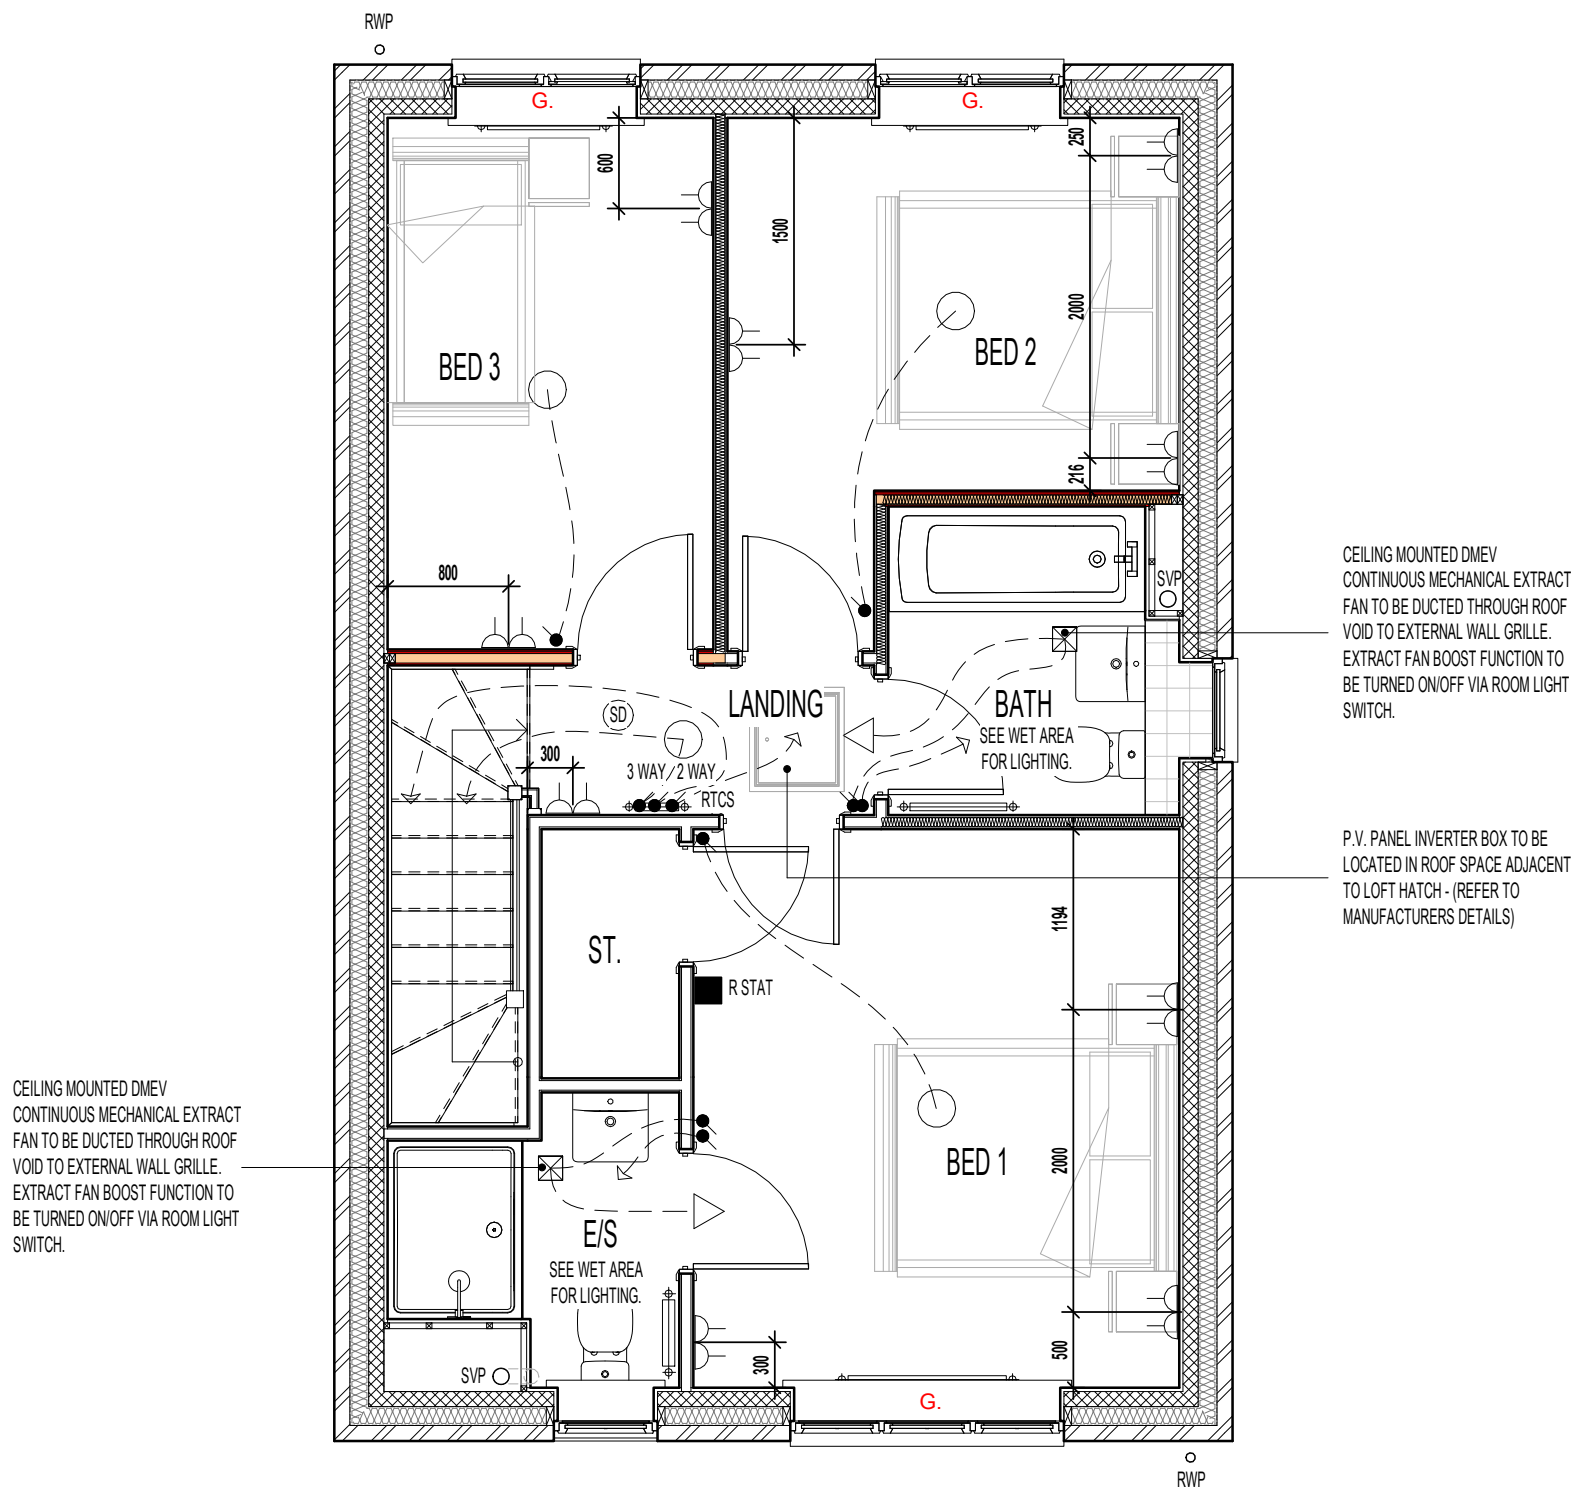 RWP
G.
G.
600
250
1500
2000
BED 3
BED 2
216
800
SVP
CEILING MOUNTED DMEV
CONTINUOUS MECHANICAL EXTRACT
FAN TO BE DUCTED THROUGH ROOF
VOID TO EXTERNAL WALL GRILLE.
EXTRACT FAN BOOST FUNCTION TO
BE TURNED ON/OFF VIA ROOM LIGHT
SWITCH.
SD
LANDING
BATH
SEE WET AREA
FOR LIGHTING.
300
3 WAY
2 WAY
RTCS
P.V. PANEL INVERTER BOX TO BE
LOCATED IN ROOF SPACE ADJACENT
TO LOFT HATCH - (REFER TO
MANUFACTURERS DETAILS)
1194
ST.
R STAT
CEILING MOUNTED DMEV
CONTINUOUS MECHANICAL EXTRACT
FAN TO BE DUCTED THROUGH ROOF
VOID TO EXTERNAL WALL GRILLE.
EXTRACT FAN BOOST FUNCTION TO
BE TURNED ON/OFF VIA ROOM LIGHT
SWITCH.
BED 1
2000
E/S
SEE WET AREA
FOR LIGHTING.
300
500
SVP
G.
RWP